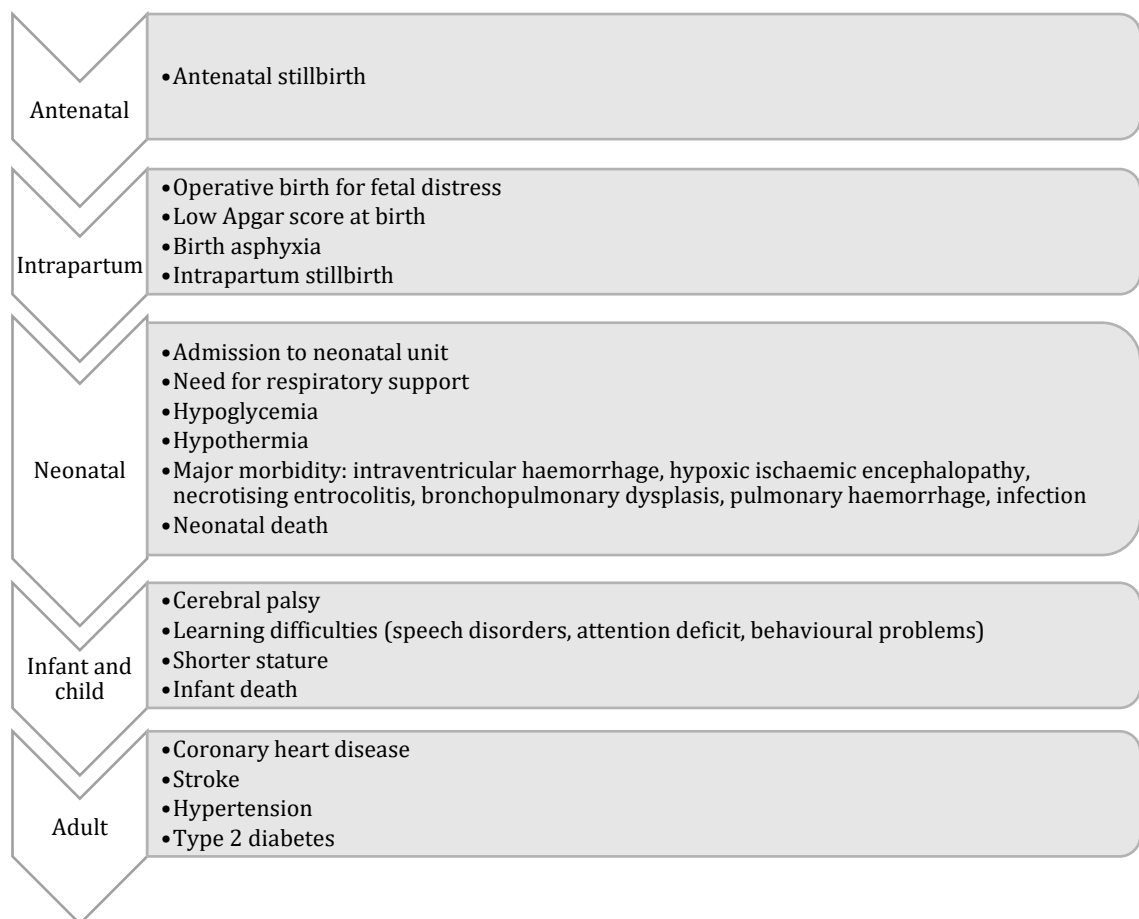 Antenatal
•Antenatal stillbirth
Intrapartum
•Operative birth for fetal distress
•Low Apgar score at birth
•Birth asphyxia
•Intrapartum stillbirth
Neonatal
•Admission to neonatal unit
•Need for respiratory support
•Hypoglycemia
•Hypothermia
•Major morbidity: intraventricular haemorrhage, hypoxic ischaemic encephalopathy,
necrotising entrocolitis, bronchopulmonary dysplasis, pulmonary haemorrhage, infection
•Neonatal death
Infant and
child
•Cerebral palsy
•Learning difficulties (speech disorders, attention deficit, behavioural problems)
•Shorter stature
•Infant death
Adult
•Coronary heart disease
•Stroke
•Hypertension
•Type 2 diabetes